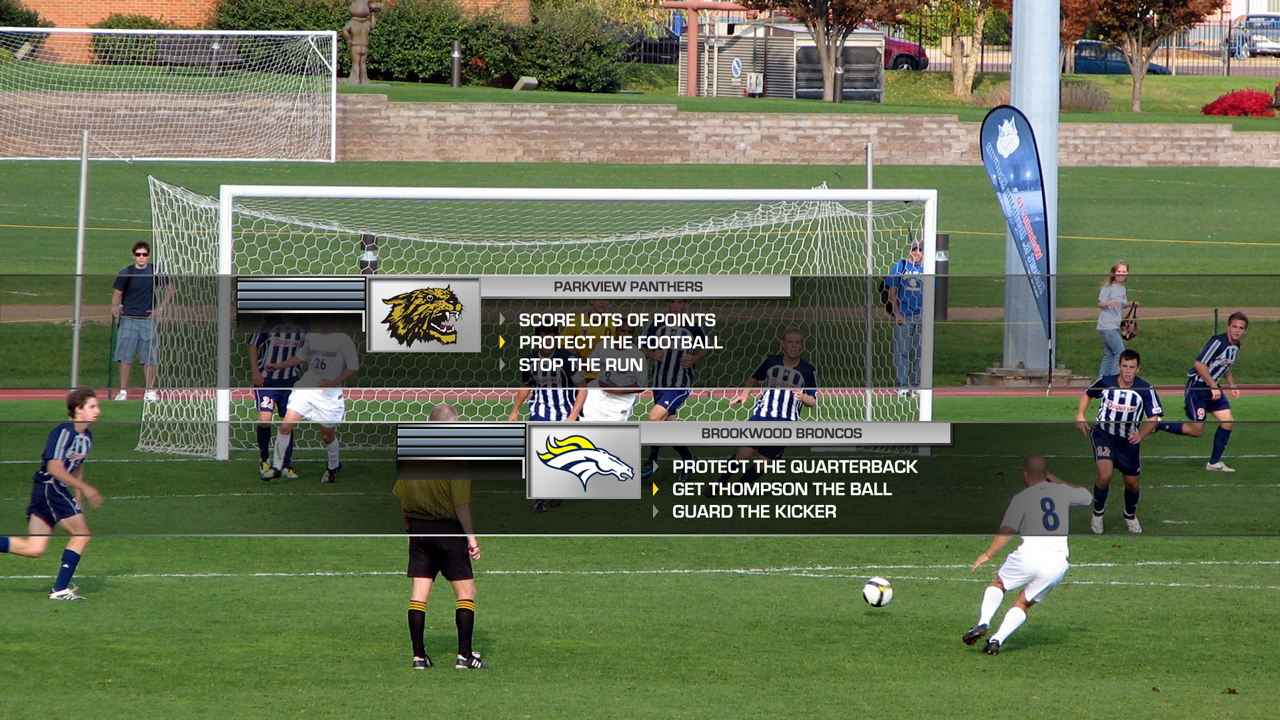 PARKVIEW PANTHERS
SCORE LOTS OF POINTS
PROTECT THE FOOTBALL
STOP THE RUN
BROOKWOOD BRONCOS
PROTECT THE QUARTERBACK
GET THOMPSON THE BALL
GUARD THE KICKER
26
8
9